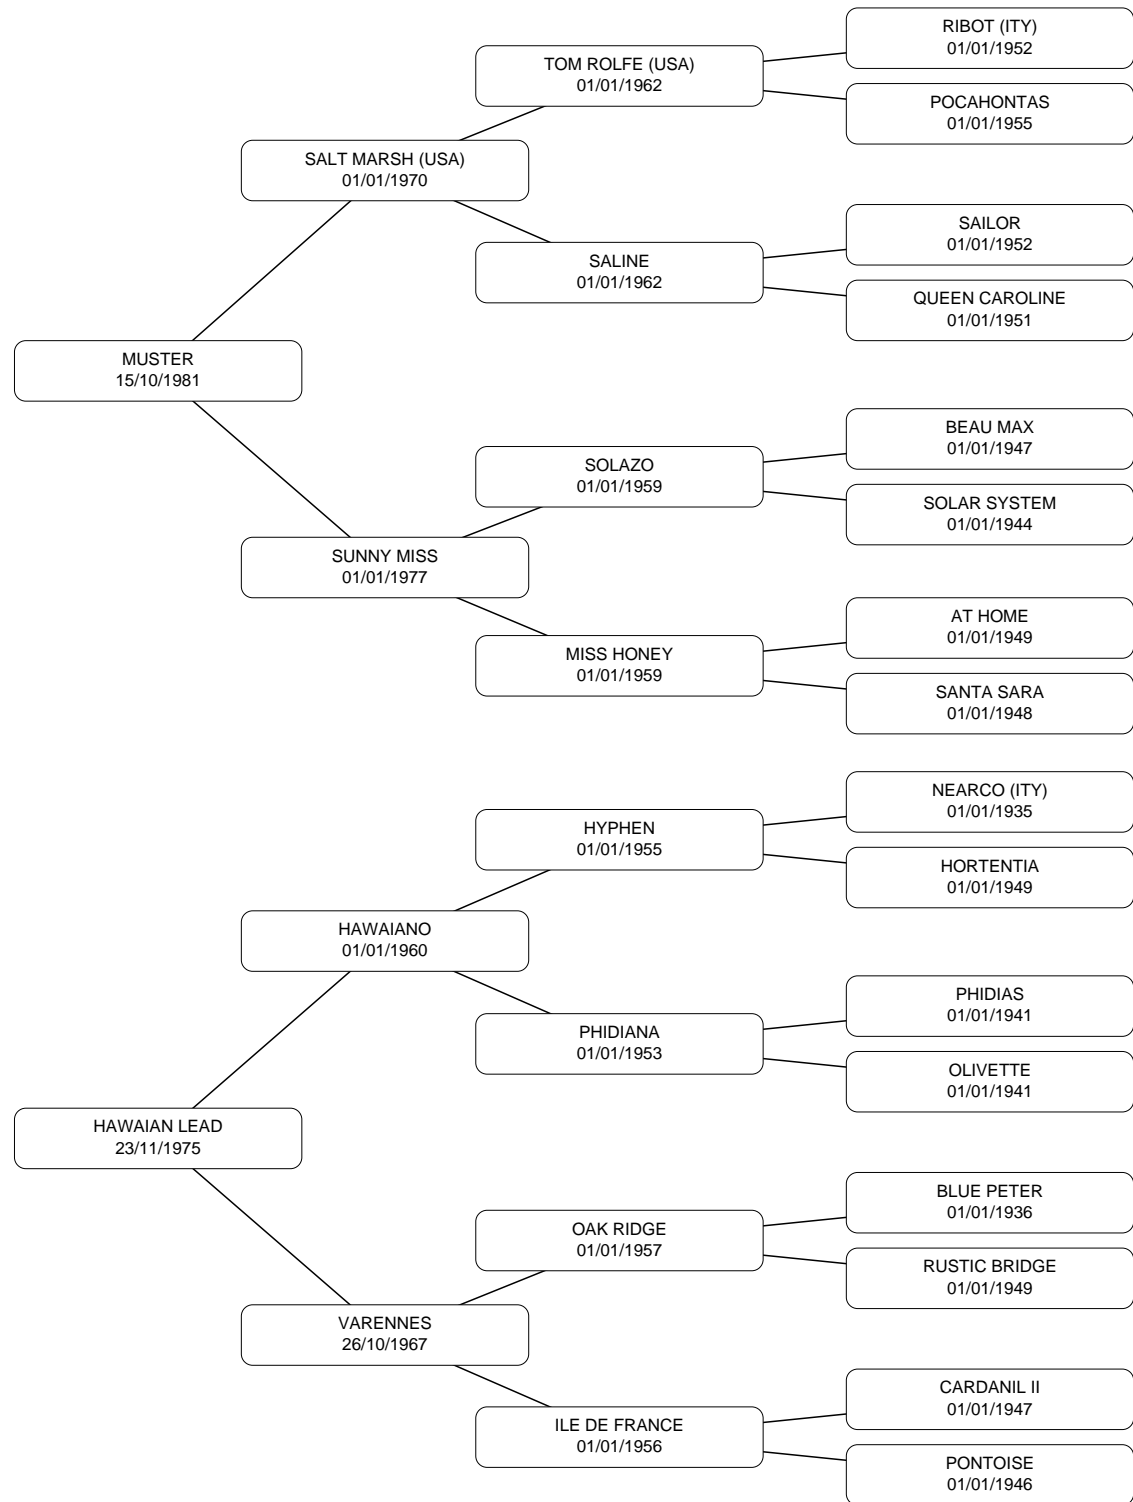 RIBOT (ITY)
01/01/1952
TOM ROLFE (USA)
01/01/1962
POCAHONTAS
01/01/1955
SALT MARSH (USA)
01/01/1970
SAILOR
01/01/1952
SALINE
01/01/1962
QUEEN CAROLINE
01/01/1951
MUSTER
15/10/1981
BEAU MAX
01/01/1947
SOLAZO
01/01/1959
SOLAR SYSTEM
01/01/1944
SUNNY MISS
01/01/1977
AT HOME
01/01/1949
MISS HONEY
01/01/1959
SANTA SARA
01/01/1948
NEARCO (ITY)
01/01/1935
HYPHEN
01/01/1955
HORTENTIA
01/01/1949
HAWAIANO
01/01/1960
PHIDIAS
01/01/1941
PHIDIANA
01/01/1953
OLIVETTE
01/01/1941
HAWAIAN LEAD
23/11/1975
BLUE PETER
01/01/1936
OAK RIDGE
01/01/1957
RUSTIC BRIDGE
01/01/1949
VARENNES
26/10/1967
CARDANIL II
01/01/1947
ILE DE FRANCE
01/01/1956
PONTOISE
01/01/1946